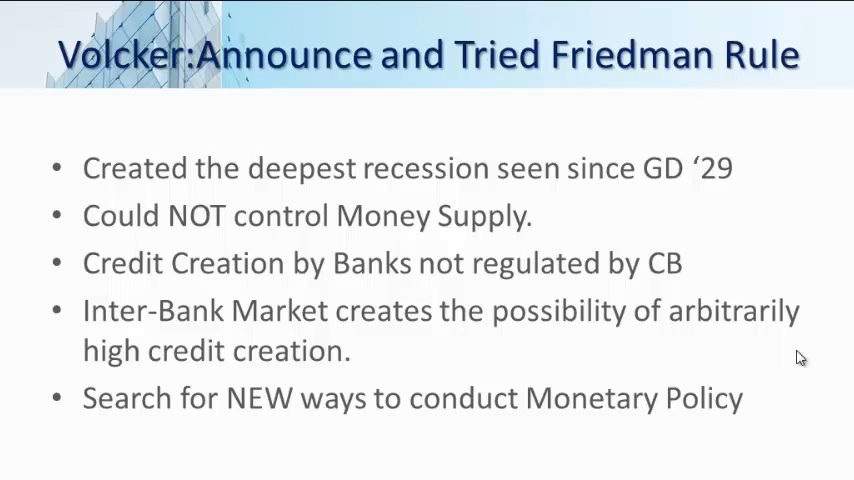 Volcker:Announce and Tried Friedman Rule
• Created the deepest recession seen since GD ‘29
• Could NOT control Money Supply.
• Credit Creation by Banks not regulated by CB
• Inter-Bank Market creates the possibility of arbitrarily
high credit creation.
• Search for NEW ways to conduct Monetary Policy